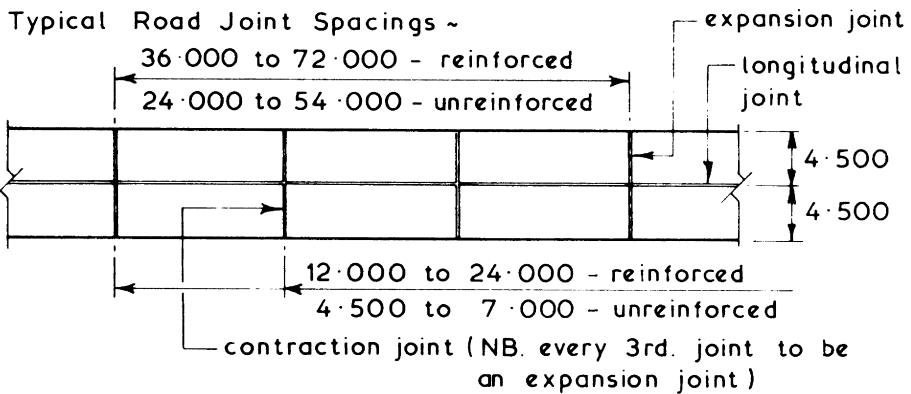 Typical Road Joint Spacings ~
expansion joint
36·000 to 72·000 - reinforced
longitudinal
joint
24·000 to 54·000 - unreinforced
4·500
4·500
12·000 to 24·000 - reinforced
4·500 to 7·000 - unreinforced
contraction joint (NB. every 3rd. joint to be
an expansion joint)